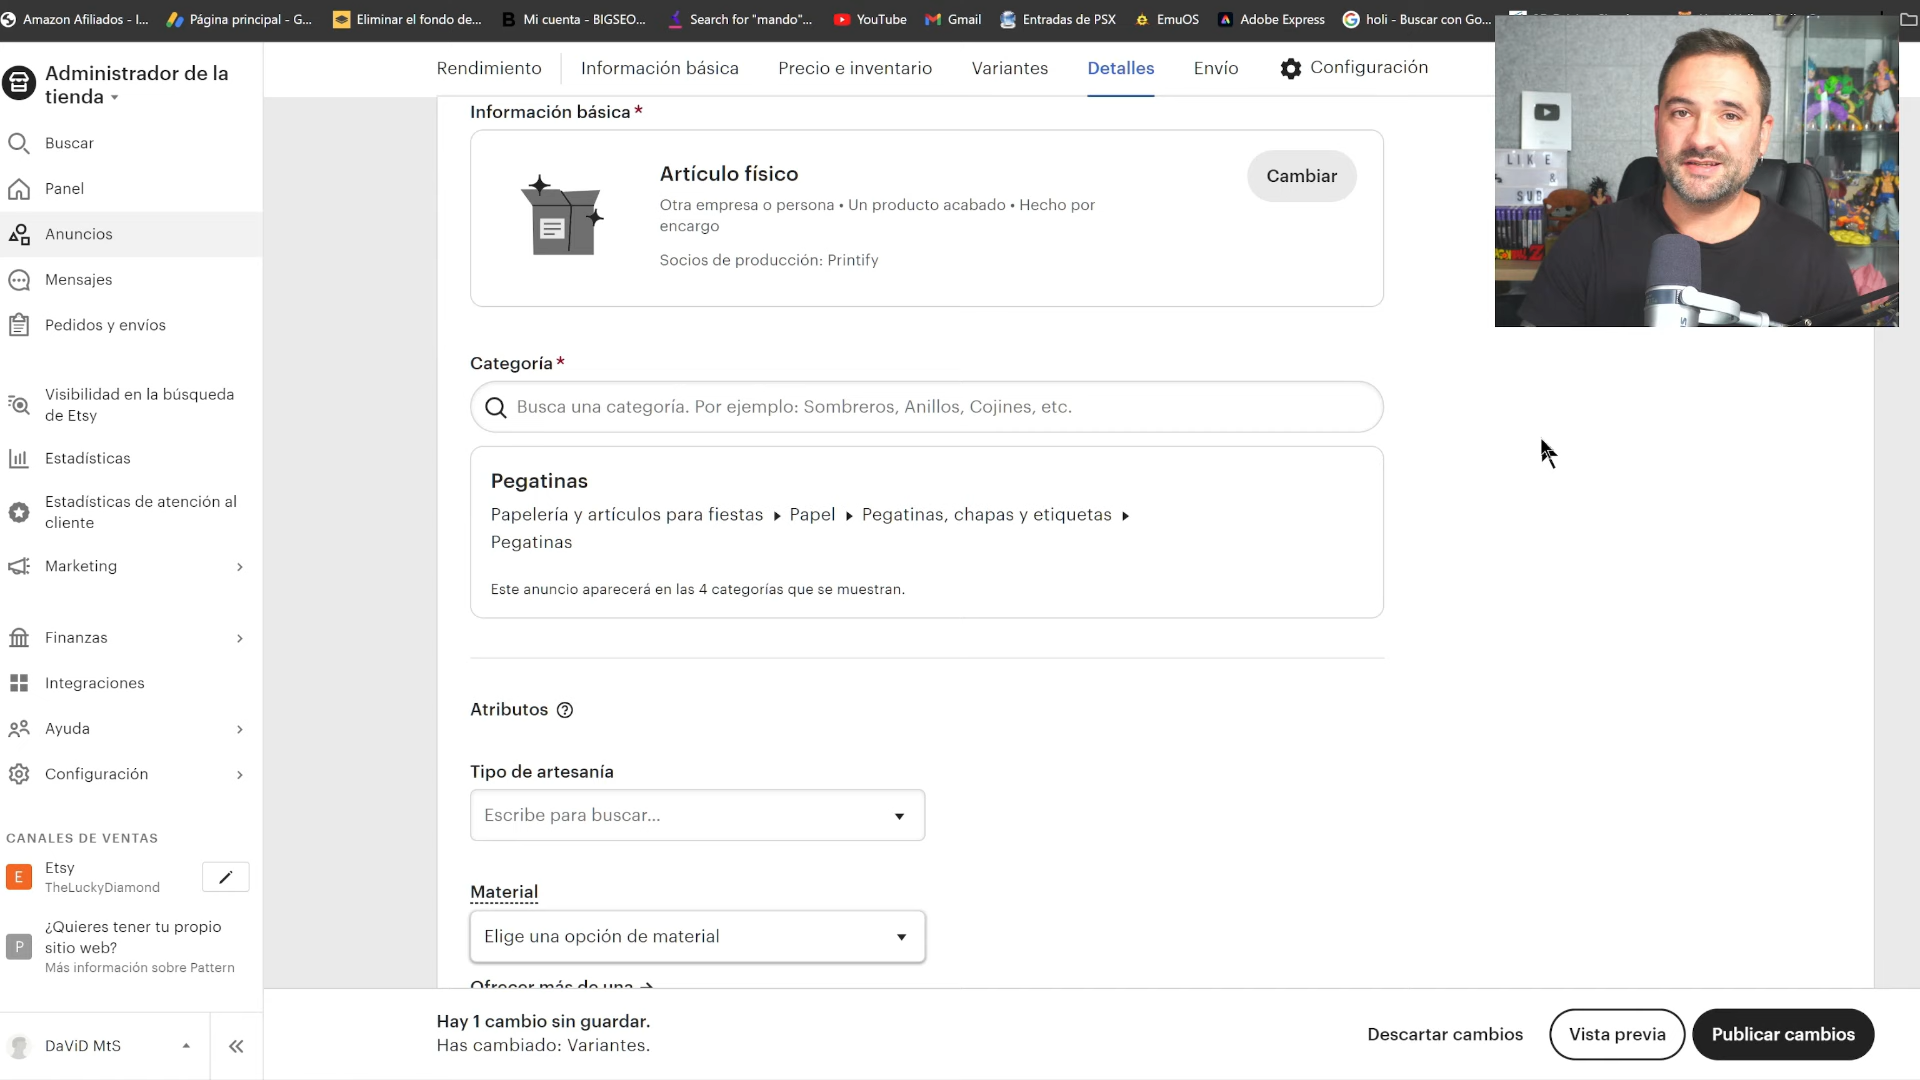 Amazon Afiliados - I...
Página principal - G...
Eliminar el fondo de...
Mi cuenta - BIGSEO...
Search for "mando"...
YouTube
Gmail
Entradas de PSX
EmuOS
Adobe Express
holi - Buscar con Go...
Administrador de la
tienda
Buscar
Panel
Anuncios
Mensajes
Pedidos y envíos
Visibilidad en la búsqueda
de Etsy
Estadísticas
Estadísticas de atención al
cliente
Marketing
Finanzas
Integraciones
Ayuda
Configuración
CANALES DE VENTAS
E
Etsy
TheLuckyDiamond
P
¿Quieres tener tu propio
sitio web?
Más información sobre Pattern
DaViD MtS
Rendimiento
Información básica
Precio e inventario
Variantes
Detalles
Envío
Configuración
Información básica*
Artículo físico
Otra empresa o persona • Un producto acabado • Hecho por
encargo
Socios de producción: Printify
Cambiar
Categoría*
Busca una categoría. Por ejemplo: Sombreros, Anillos, Cojines, etc.
Pegatinas
Papelería y artículos para fiestas ▸ Papel ▸ Pegatinas, chapas y etiquetas ▸
Pegatinas
Este anuncio aparecerá en las 4 categorías que se muestran.
Atributos
Tipo de artesanía
Escribe para buscar...
Material
Elige una opción de material
Ofrecer más de una →
Hay 1 cambio sin guardar.
Has cambiado: Variantes.
Descartar cambios
Vista previa
Publicar cambios
LIKE
&
SUB